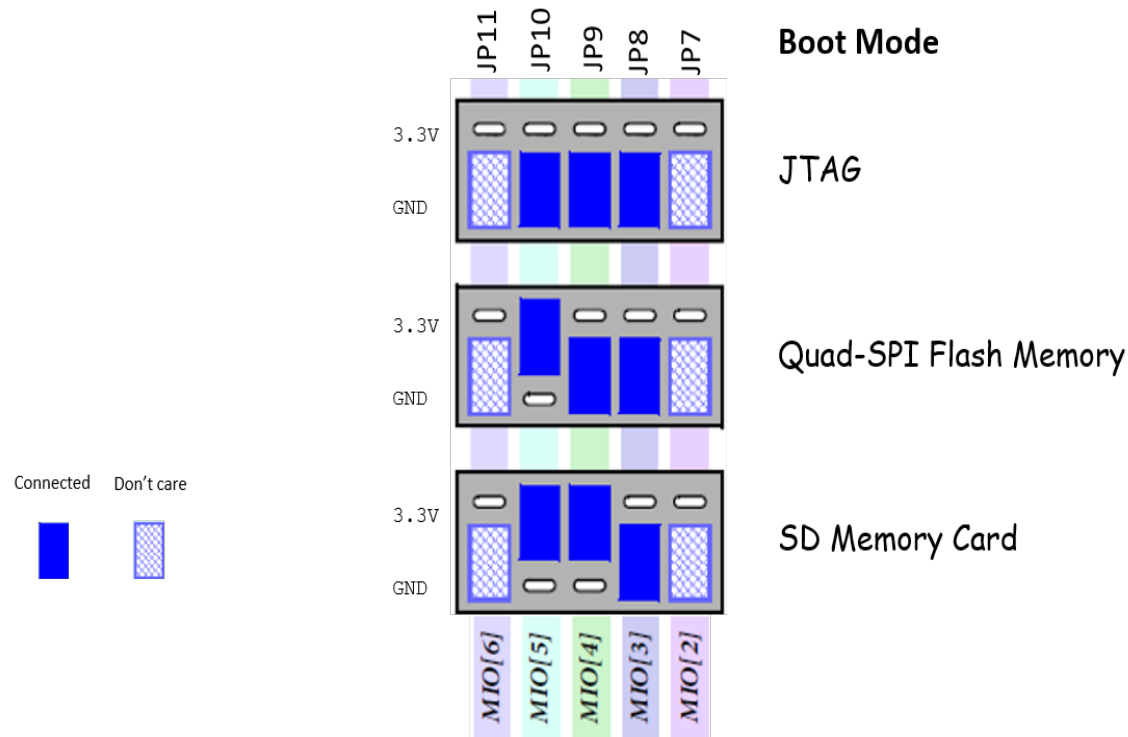 JP11 JP10 JP9 JP8 JP7
Boot Mode
3.3V
JTAG
GND
3.3V
Quad-SPI Flash Memory
GND
Connected Don't care
3.3V
SD Memory Card
GND
MIO[6] MIO[5] MIO[4] MIO[3] MIO[2]